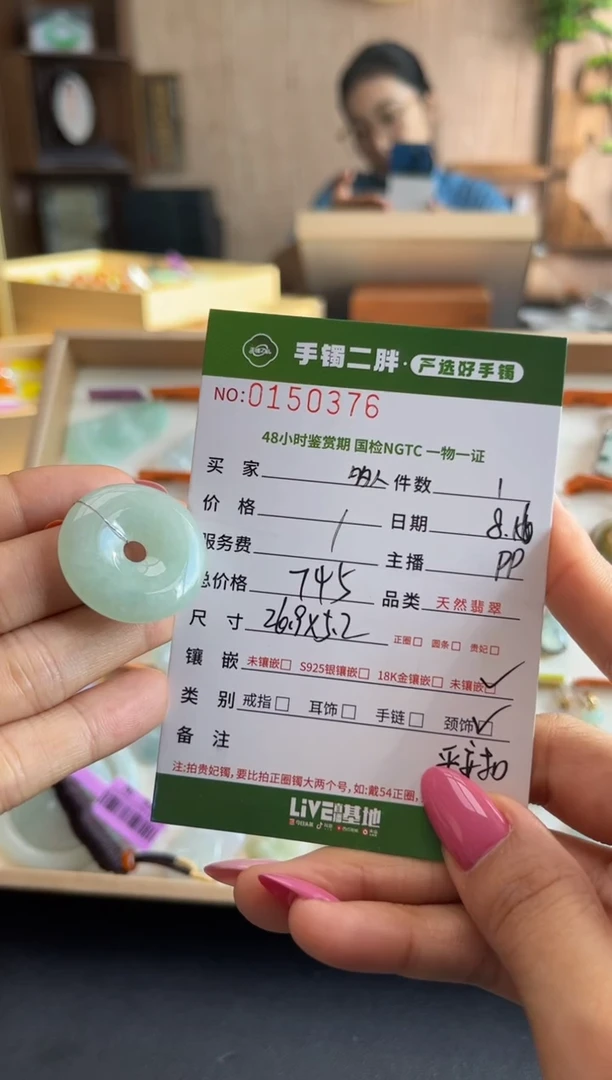 手镯二胖·严选好手镯
NO:0150376
48小时鉴赏期 国检NGTC 一物一证
买 家 件数 1
价 格 / 日期 8.16
服务费 主播 PP
总价格 745 品类 天然翡翠
尺 寸 26.9X5.2 正圈□ 圆条□ 贵妃□
镶 嵌 未镶嵌□ S925银镶嵌□ 18K金镶嵌□ 未镶嵌☑
类 别 戒指□ 耳饰□ 手链□ 颈饰☑
备 注 平安扣
注:拍贵妃镯,要比拍正圈镯大两个号,如:戴54正圈,
LiVE 基地